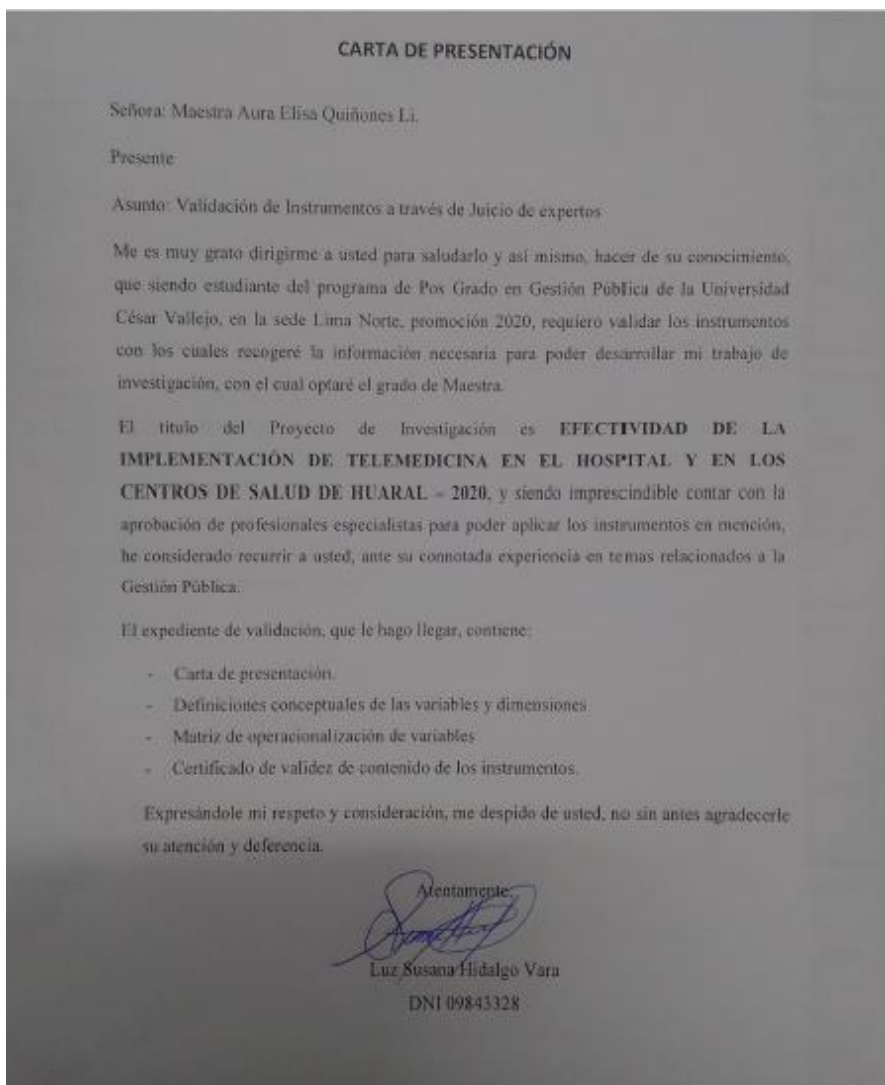 CARTA DE PRESENTACIÓN
Señora: Maestra Aura Elisa Quiñones Li.
Presente
Asunto: Validación de Instrumentos a través de Juicio de expertos
Me es muy grato dirigirme a usted para saludarlo y así mismo, hacer de su conocimiento,
que siendo estudiante del programa de Pos Grado en Gestión Pública de la Universidad
César Vallejo, en la sede Lima Norte, promoción 2020, requiero validar los instrumentos
con los cuales recogeré la información necesaria para poder desarrollar mi trabajo de
investigación, con el cual optaré el grado de Maestra.
El título del Proyecto de Investigación es EFECTIVIDAD DE LA
IMPLEMENTACIÓN DE TELEMEDICINA EN EL HOSPITAL Y EN LOS
CENTROS DE SALUD DE HUARAL – 2020, y siendo imprescindible contar con la
aprobación de profesionales especialistas para poder aplicar los instrumentos en mención,
he considerado recurrir a usted, ante su connotada experiencia en temas relacionados a la
Gestión Pública.
El expediente de validación, que le hago llegar, contiene:
- Carta de presentación.
- Definiciones conceptuales de las variables y dimensiones
- Matriz de operacionalización de variables
- Certificado de validez de contenido de los instrumentos.
Expresándole mi respeto y consideración, me despido de usted, no sin antes agradecerle
su atención y deferencia.
Atentamente.
Luz Susana Hidalgo Vara
DNI 09843328